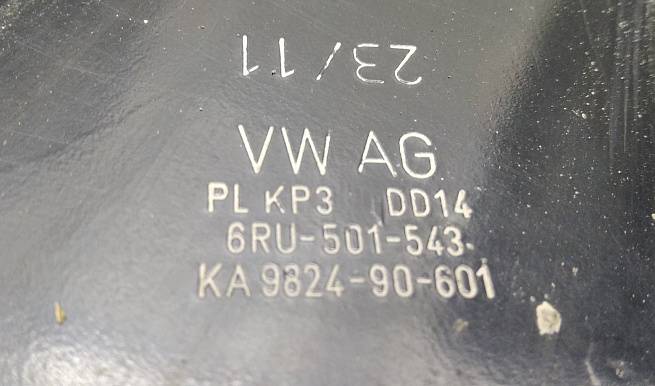 23/11
VW AG
PL KP3 DD14
6RU-501-543
KA 9824-90-601